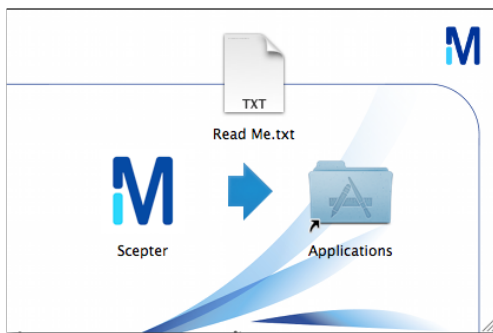 M
TXT
Read Me.txt
M
Scepter
Applications